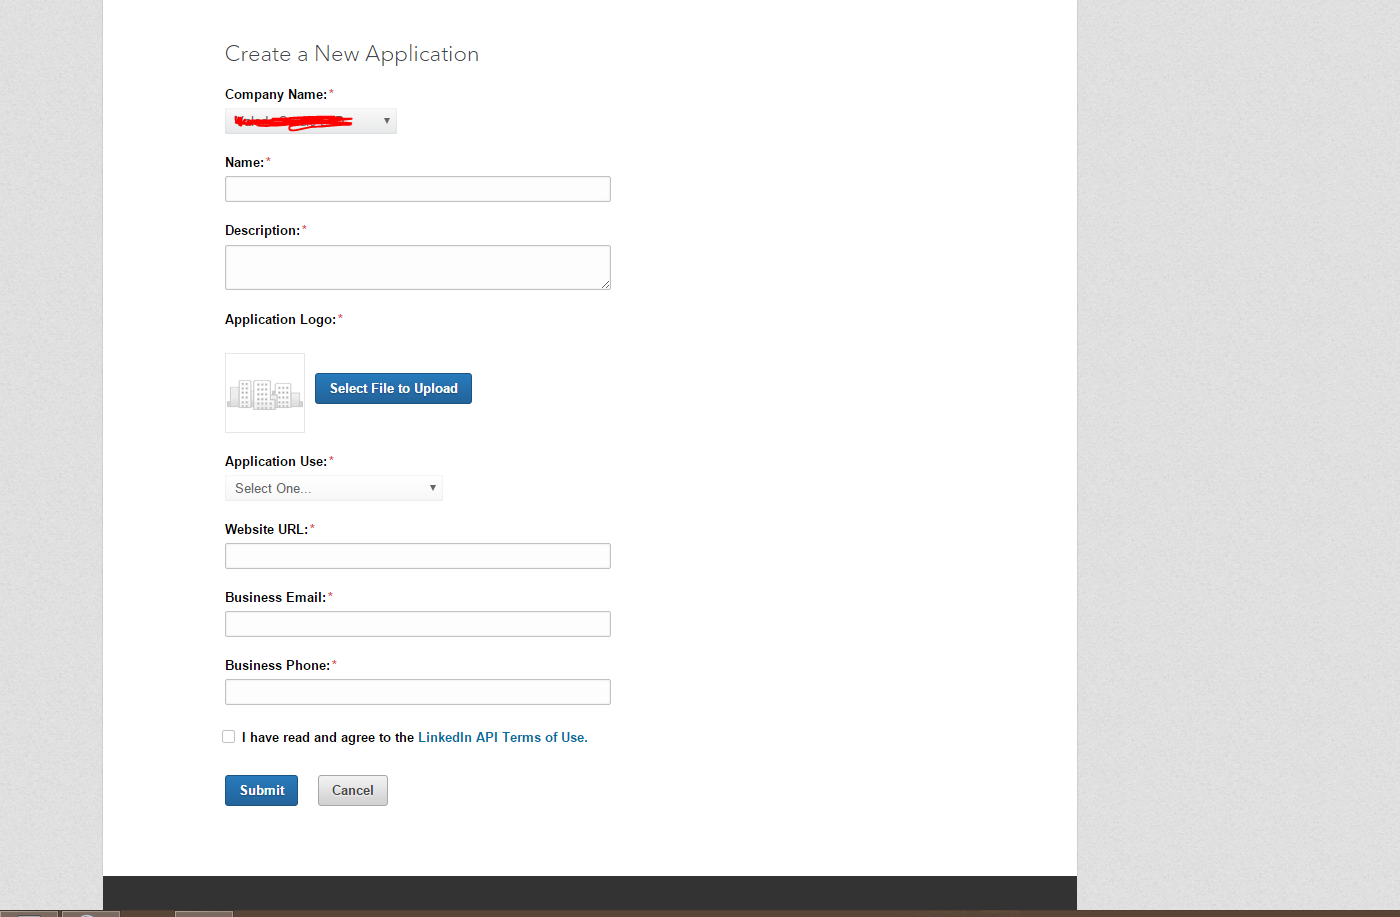 Create a New Application
Company Name:*
Name:*
Description:*
Application Logo:*
Select File to Upload
Application Use:*
Select One...
Website URL:*
Business Email:*
Business Phone:*
I have read and agree to the LinkedIn API Terms of Use.
Submit Cancel